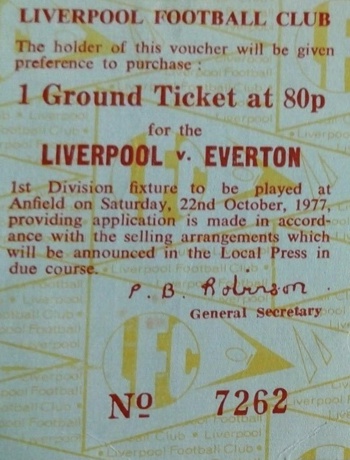 LIVERPOOL FOOTBALL CLUB
The holder of this voucher will be given
preference to purchase :
1 Ground Ticket at 80p
for the
LIVERPOOL v. EVERTON
1st Division fixture to be played at
Anfield on Saturday, 22nd October, 1977,
providing application is made in accord-
ance with the selling arrangements which
will be announced in the Local Press in
due course.
P. B. Robinson
General Secretary
LFC
Nº 7262